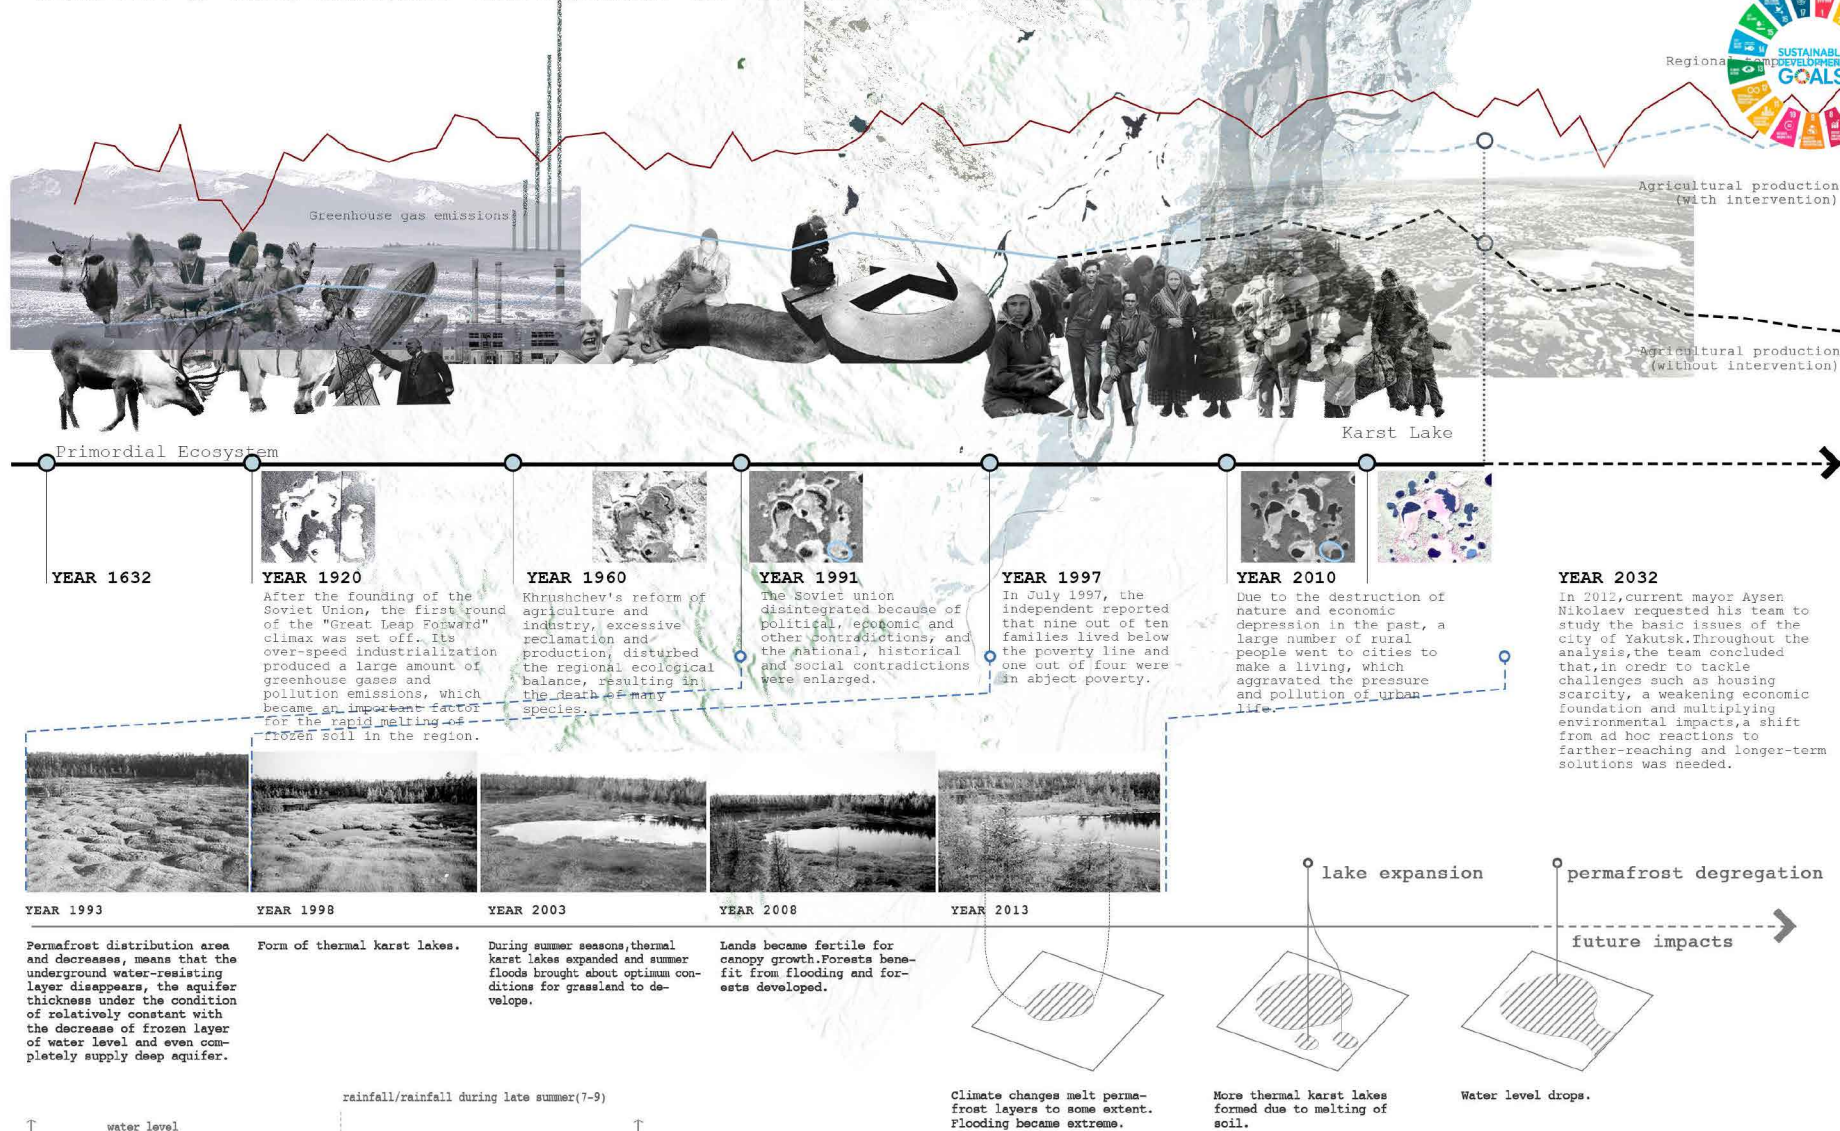 Regional temp
SUSTAINABL
DEVELOPMEN
GOALS
Agricultural production
(with intervention)
Greenhouse gas emissions
Agricultural production
(without intervention)
Karst Lake
Primordial Ecosystem
YEAR 1632
YEAR 1920
After the founding of the
Soviet Union, the first round
of the "Great Leap Forward"
climax was set off. Its
over-speed industrialization
produced a large amount of
greenhouse gases and
pollution emissions, which
became an important factor
for the rapid melting of
frozen soil in the region.
YEAR 1960
Khrushchev's reform of
agriculture and
industry, excessive
reclamation and
production, disturbed
the regional ecological
balance, resulting in
the death of many
species.
YEAR 1991
The Soviet union
disintegrated because of
political, economic and
other contradictions, and
the national, historical
and social contradictions
were enlarged.
YEAR 1997
In July 1997, the
independent reported
that nine out of ten
families lived below
the poverty line and
one out of four were
in abject poverty.
YEAR 2010
Due to the destruction of
nature and economic
depression in the past, a
large number of rural
people went to cities to
make a living, which
aggravated the pressure
and pollution of urban
life.
YEAR 2032
In 2012,current mayor Aysen
Nikolaev requested his team to
study the basic issues of the
city of Yakutsk.Throughout the
analysis,the team concluded
that,in oredr to tackle
challenges such as housing
scarcity, a weakening economic
foundation and multiplying
environmental impacts,a shift
from ad hoc reactions to
farther-reaching and longer-term
solutions was needed.
lake expansion
permafrost degregation
future impacts
YEAR 1993
Permafrost distribution area
and decreases, means that the
underground water-resisting
layer disappears, the aquifer
thickness under the condition
of relatively constant with
the decrease of frozen layer
of water level and even com-
pletely supply deep aquifer.
YEAR 1998
Form of thermal karst lakes.
YEAR 2003
During summer seasons,thermal
karst lakes expanded and summer
floods brought about optimum con-
ditions for grassland to de-
velops.
YEAR 2008
Lands became fertile for
canopy growth.Forests bene-
fit from flooding and for-
ests developed.
YEAR 2013
Climate changes melt perma-
frost layers to some extent.
Flooding became extreme.
More thermal karst lakes
formed due to melting of
soil.
Water level drops.
rainfall/rainfall during late summer(7-9)
water level